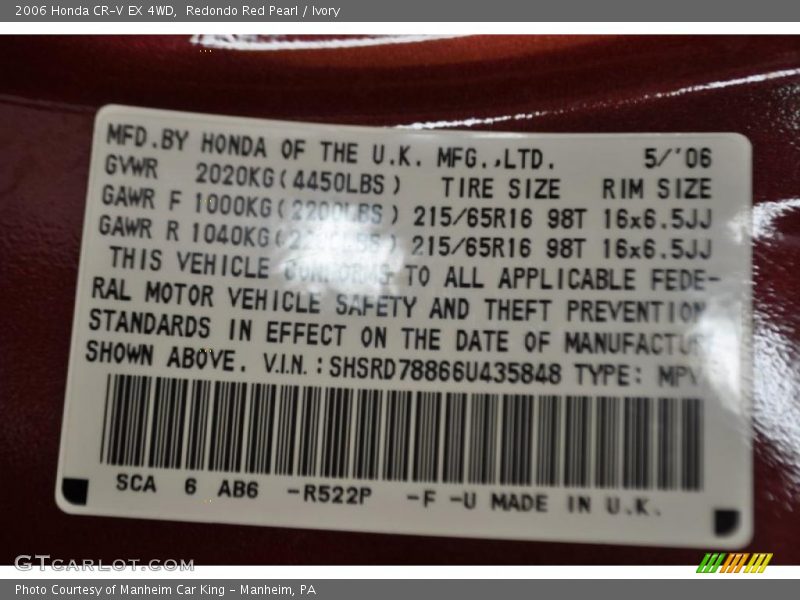 2006 Honda CR-V EX 4WD, Redondo Red Pearl / Ivory
MFD.BY HONDA OF THE U.K. MFG.,LTD. 5/'06
GVWR 2020KG(4450LBS) TIRE SIZE RIM SIZE
GAWR F 1000KG(2200LBS) 215/65R16 98T 16x6.5JJ
GAWR R 1040KG( LBS) 215/65R16 98T 16x6.5JJ
THIS VEHICLE CONFORMS TO ALL APPLICABLE FEDE-
RAL MOTOR VEHICLE SAFETY AND THEFT PREVENTION
STANDARDS IN EFFECT ON THE DATE OF MANUFACTURE
SHOWN ABOVE. V.I.N.:SHSRD78866U435848 TYPE: MPV
SCA 6 AB6 -R522P -F -U MADE IN U.K.
GTCARLOT.COM
Photo Courtesy of Manheim Car King - Manheim, PA